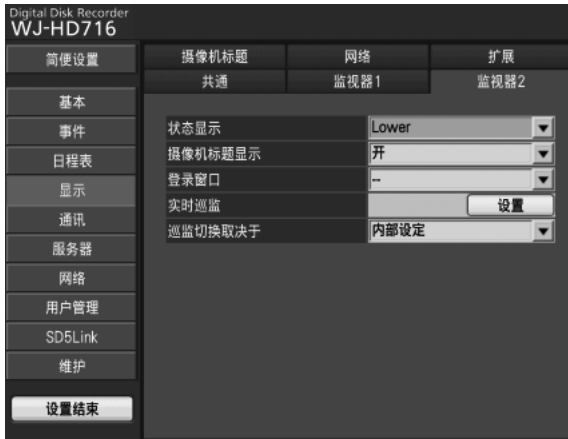 Digital Disk Recorder
WJ-HD716
简便设置
基本
事件
日程表
显示
通讯
服务器
网络
用户管理
SD5Link
维护
设置结束
摄像机标题 网络 扩展
共通 监视器1 监视器2
状态显示 Lower
摄像机标题显示 开
登录窗口 --
实时巡监 设置
巡监切换取决于 内部设定